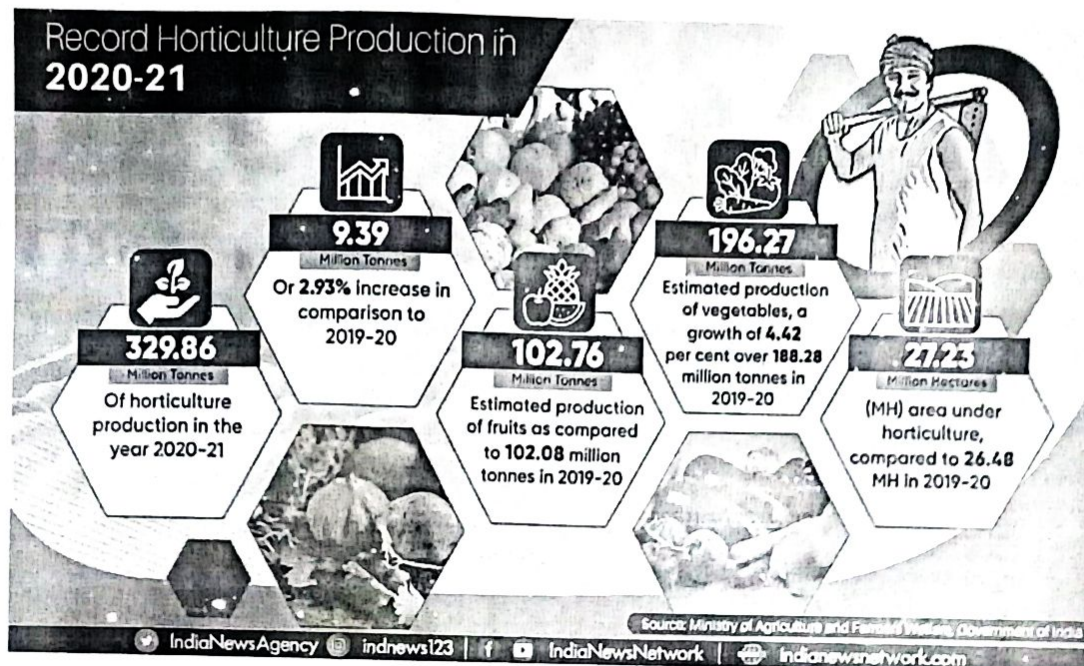 Record Horticulture Production in
2020-21
329.86
Million Tonnes
Of horticulture
production in the
year 2020-21
9.39
Million Tonnes
Or 2.93% increase in
comparison to
2019-20
102.76
Million Tonnes
Estimated production
of fruits as compared
to 102.08 million
tonnes in 2019-20
196.27
Million Tonnes
Estimated production
of vegetables, a
growth of 4.42
per cent over 188.28
million tonnes in
2019-20
27.23
Million Hectares
(MH) area under
horticulture,
compared to 26.48
MH in 2019-20
Source: Ministry of Agriculture and Farmers Welfare, Government of India
IndiaNewsAgency indnews123 | f IndiaNewsNetwork | Indianewsnetwork.com